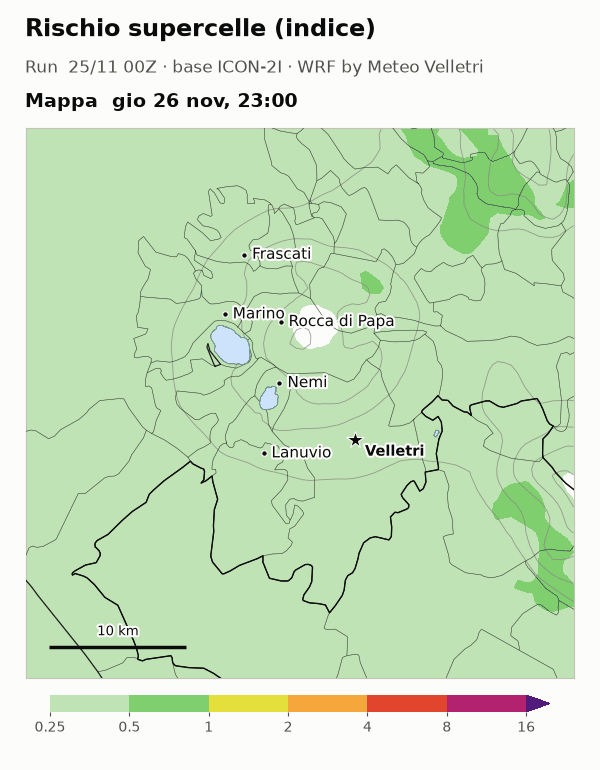 Rischio supercelle (indice)
Run  25/11 00Z · base ICON-2I · WRF by Meteo Velletri
Mappa  gio 26 nov, 23:00
Frascati
Marino
Rocca di Papa
Nemi
Velletri
Lanuvio
10 km
0.25 0.5 1 2 4 8 16